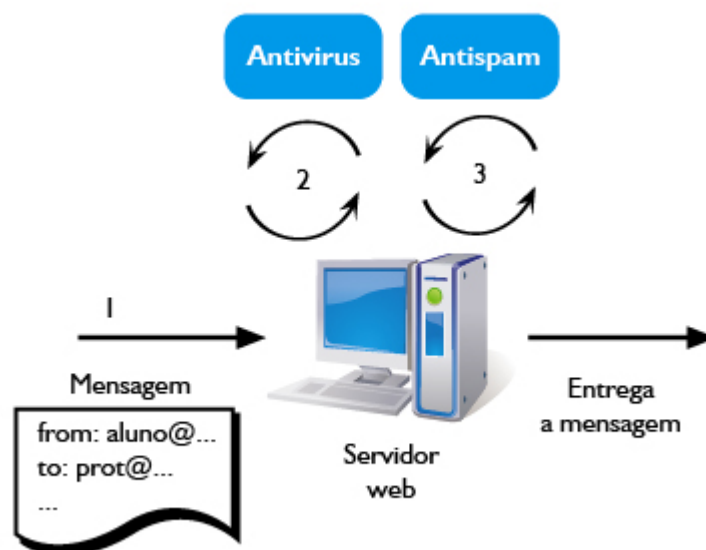 Antivirus
Antispam
2
3
1
Mensagem
from: aluno@...
to: prot@...
...
Servidor
web
Entrega
a mensagem